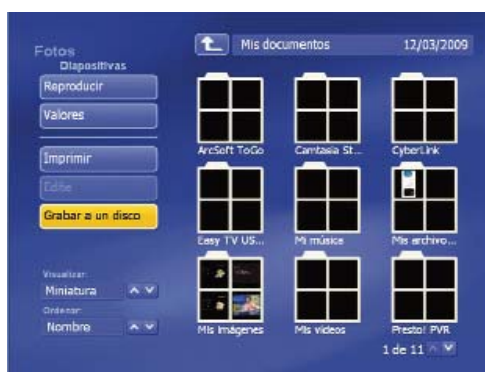 Fotos
Diapositivas
Reproducir
Valores
Imprimir
Edite
Grabar a un disco
Visualizar:
Miniatura
Ordenar:
Nombre
Mis documentos 12/03/2009
ArcSoft ToGo Camtasia St... CyberLink
Easy TV US... Mi música Mis archivo...
Mis imágenes Mis vídeos Presto! PVR
1 de 11